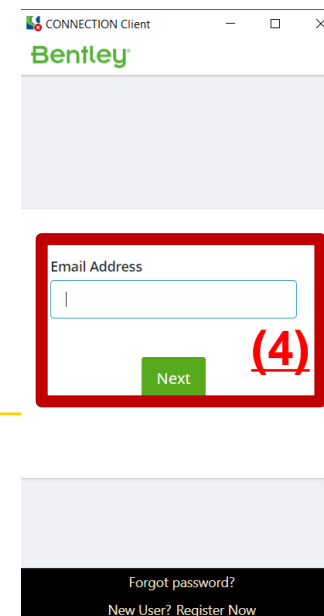 CONNECTION Client
Bentley
Email Address
Next
(4)
Forgot password?
New User? Register Now